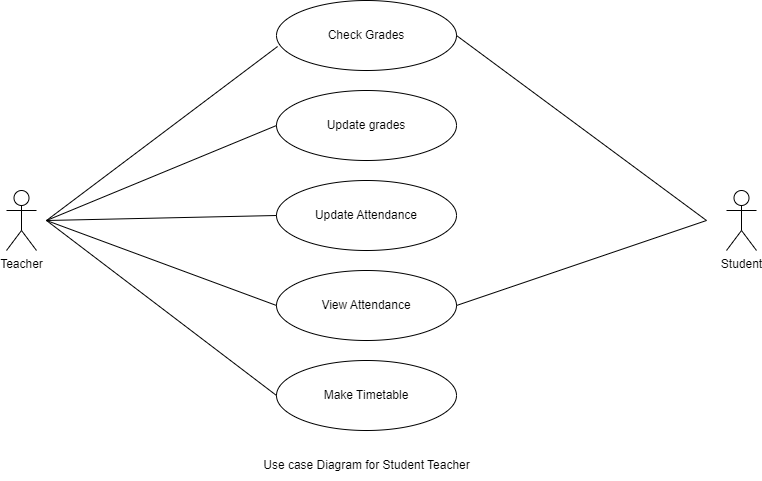 Check Grades
Update grades
Update Attendance
Teacher
Student
View Attendance
Make Timetable
Use case Diagram for Student Teacher